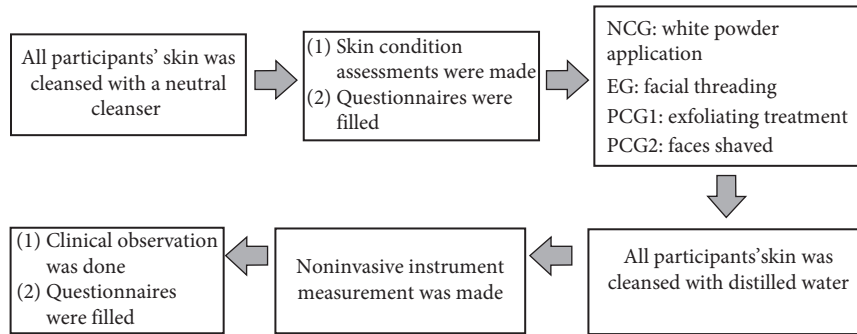 All participants' skin was
cleansed with a neutral
cleanser
(1) Skin condition
assessments were made
(2) Questionnaires were
filled
NCG: white powder
application
EG: facial threading
PCG1: exfoliating treatment
PCG2: faces shaved
All participants'skin was
cleansed with distilled water
Noninvasive instrument
measurement was made
(1) Clinical observation
was done
(2) Questionnaires
were filled